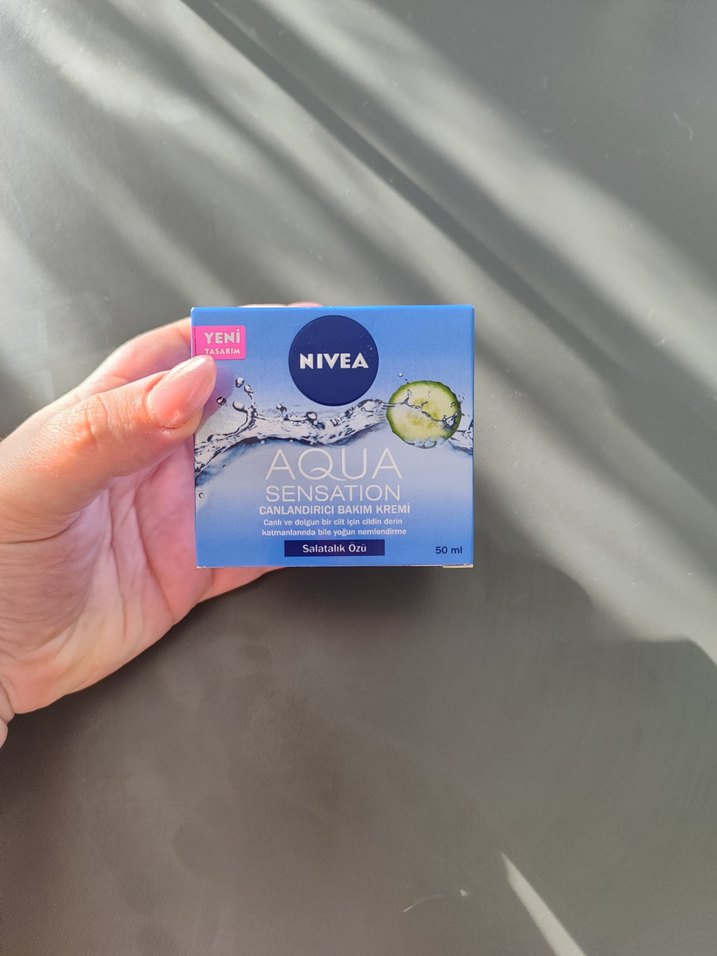 YENİ
TASARIM
NIVEA
AQUA
SENSATION
CANLANDIRICI BAKIM KREMİ
Canlı ve dolgun bir cilt için cildin derin
katmanlarında bile yoğun nemlendirme
Salatalık Özü
50 ml